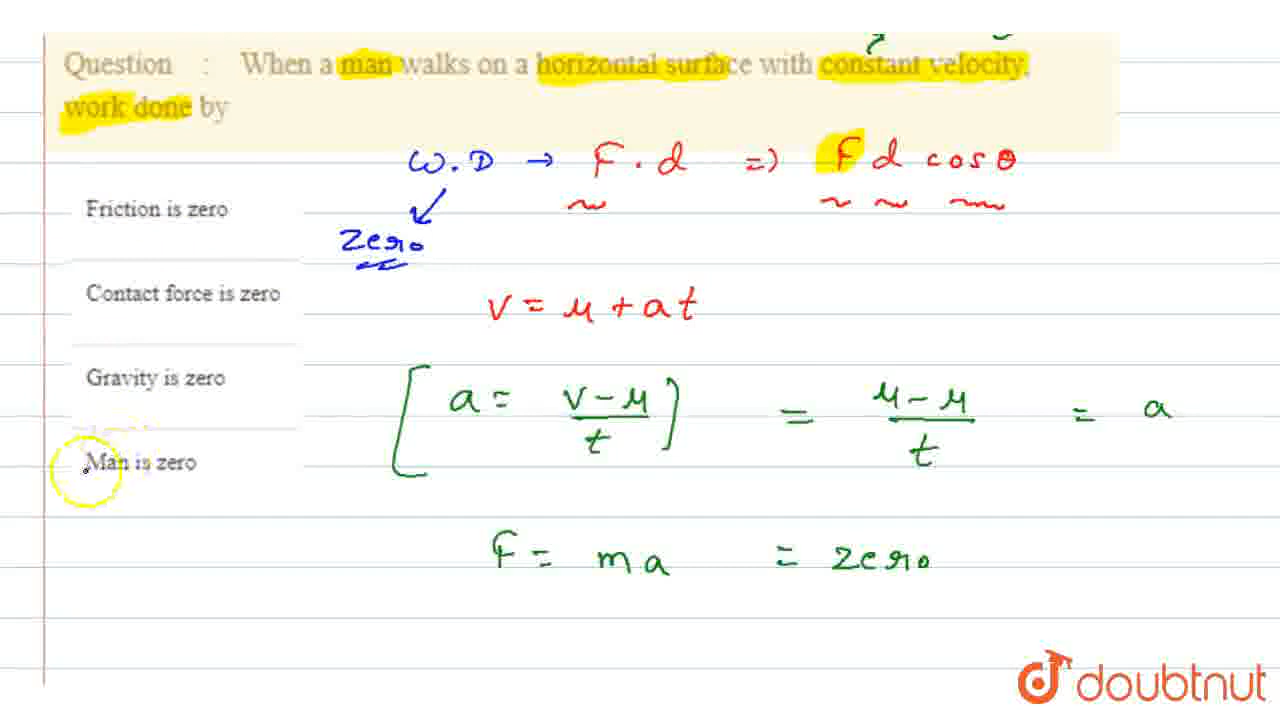 Question : When a man walks on a horizontal surface with constant velocity,
work done by
W.D → F.d => F d cos θ
Friction is zero
zero
Contact force is zero
v = u + at
Gravity is zero
[a = v-u/t] = u-u/t = a
Man is zero
F = ma = zero
doubtnut